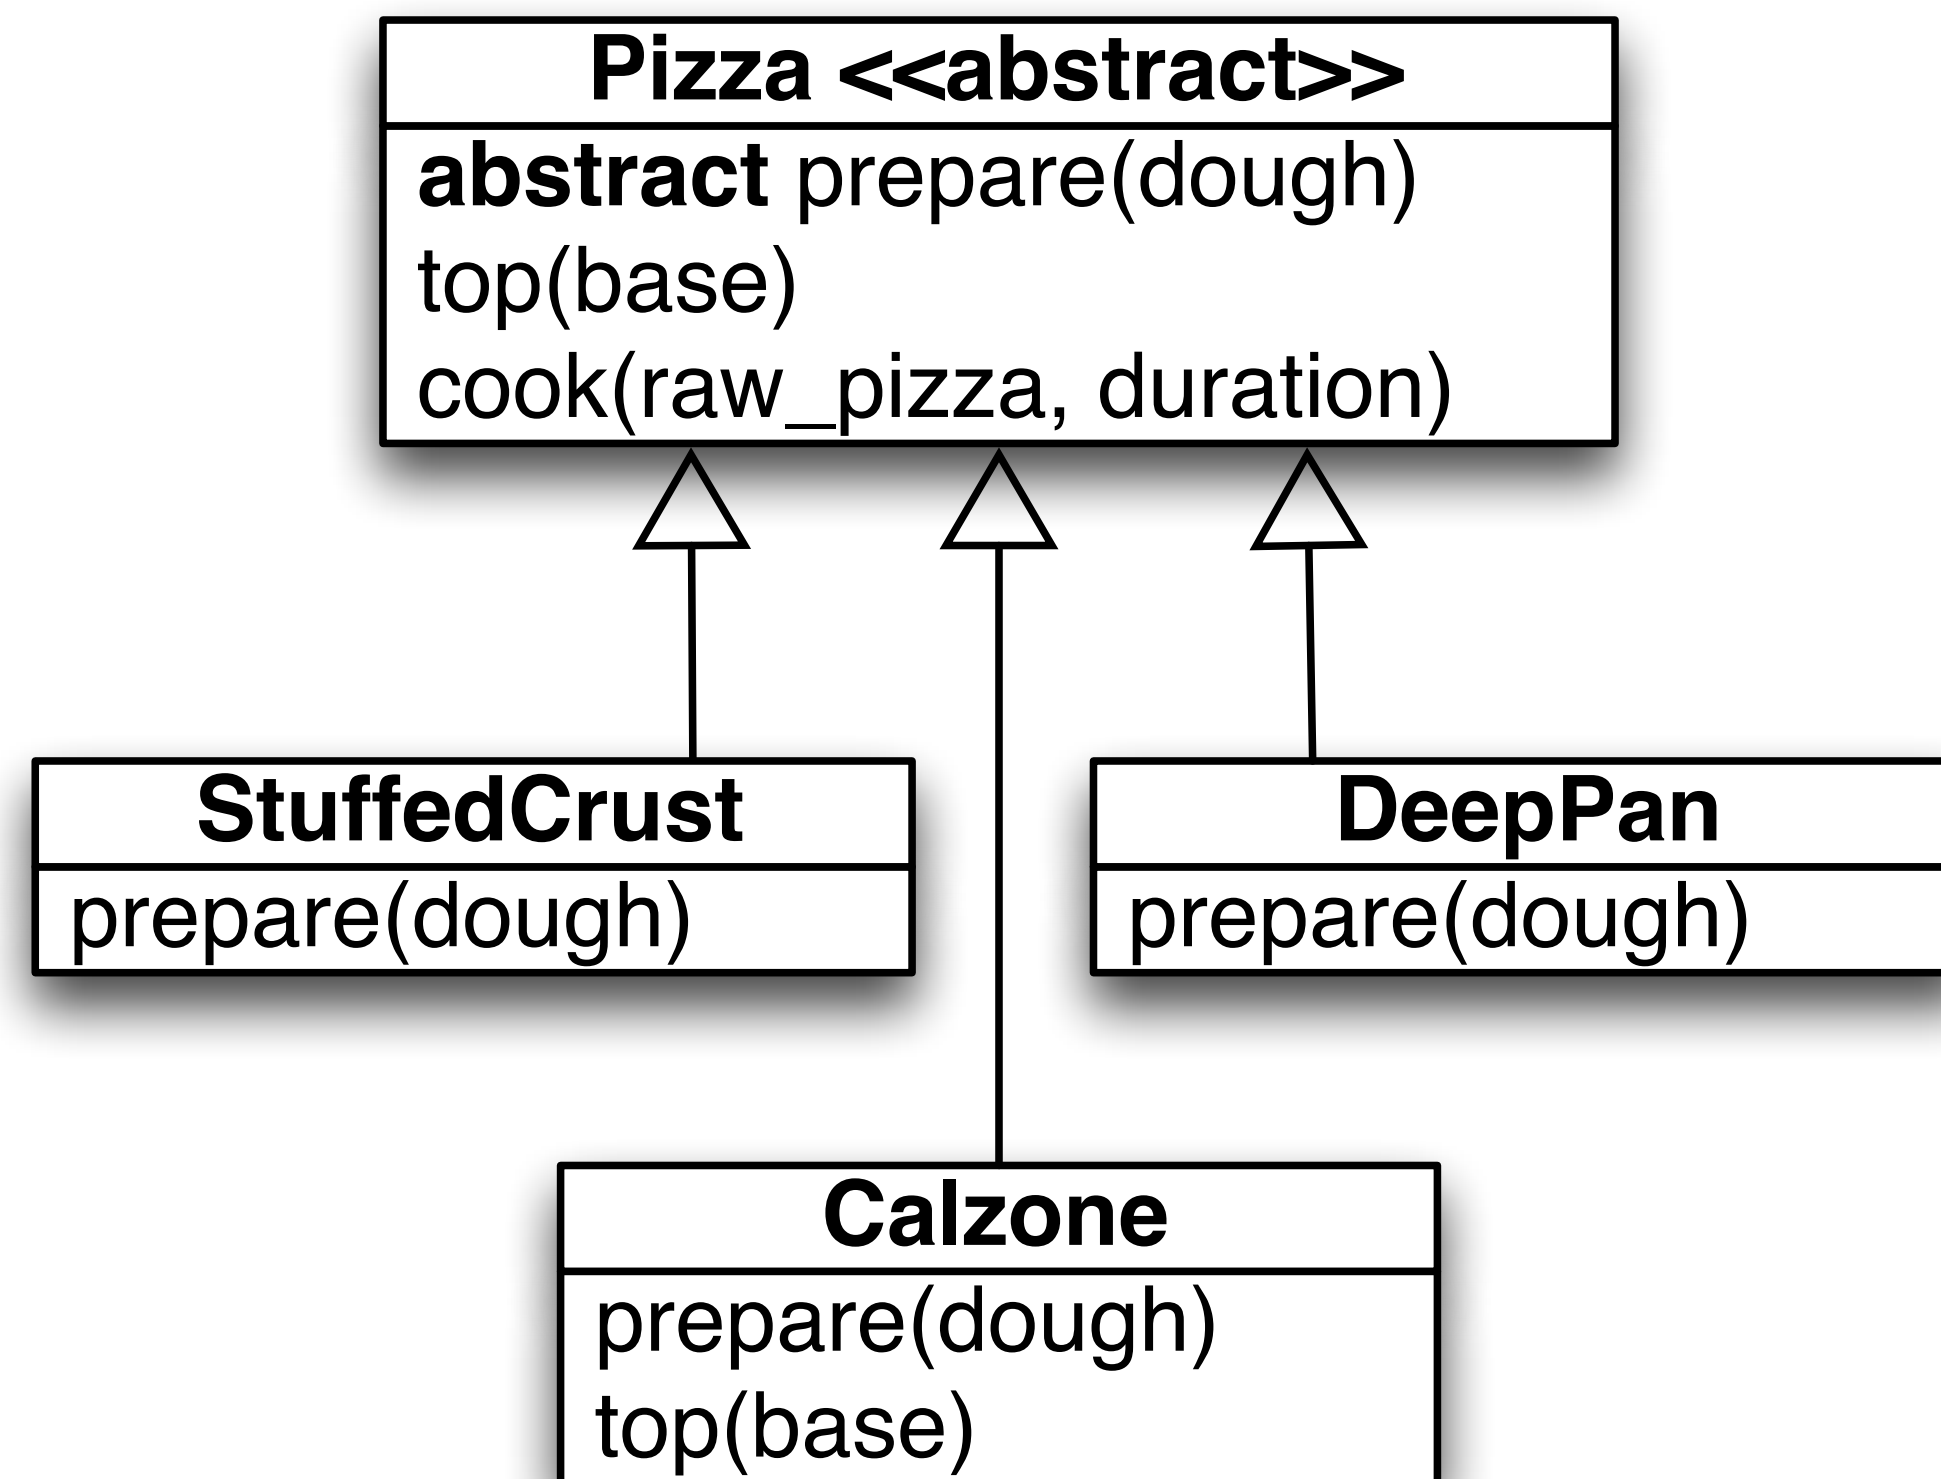 Pizza <<abstract>>
abstract prepare(dough)
top(base)
cook(raw_pizza, duration)
StuffedCrust
prepare(dough)
DeepPan
prepare(dough)
Calzone
prepare(dough)
top(base)